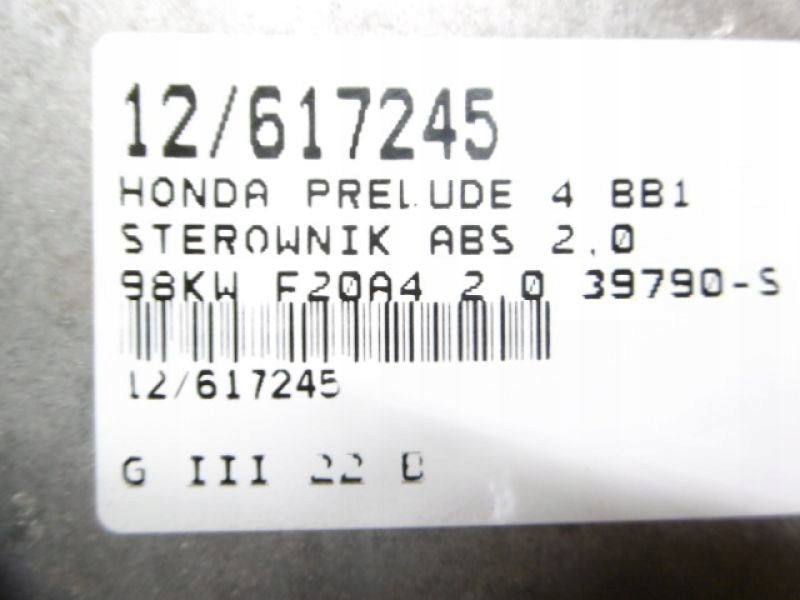 12/617245
HONDA PRELUDE 4 BB1
STEROWNIK ABS 2.0
98KW F20A4 2.0 39790-S
12/617245
G III 22 B